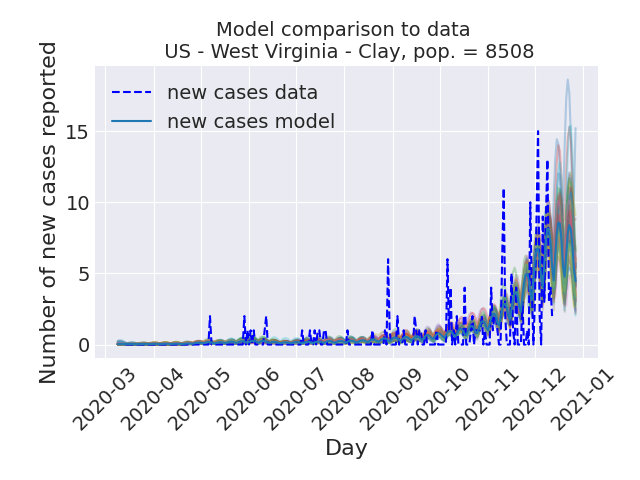 Model comparison to data
US - West Virginia - Clay, pop. = 8508
new cases data
new cases model
Number of new cases reported
15
10
5
0
2020-03
2020-04
2020-05
2020-06
2020-07
2020-08
2020-09
2020-10
2020-11
2020-12
2021-01
Day